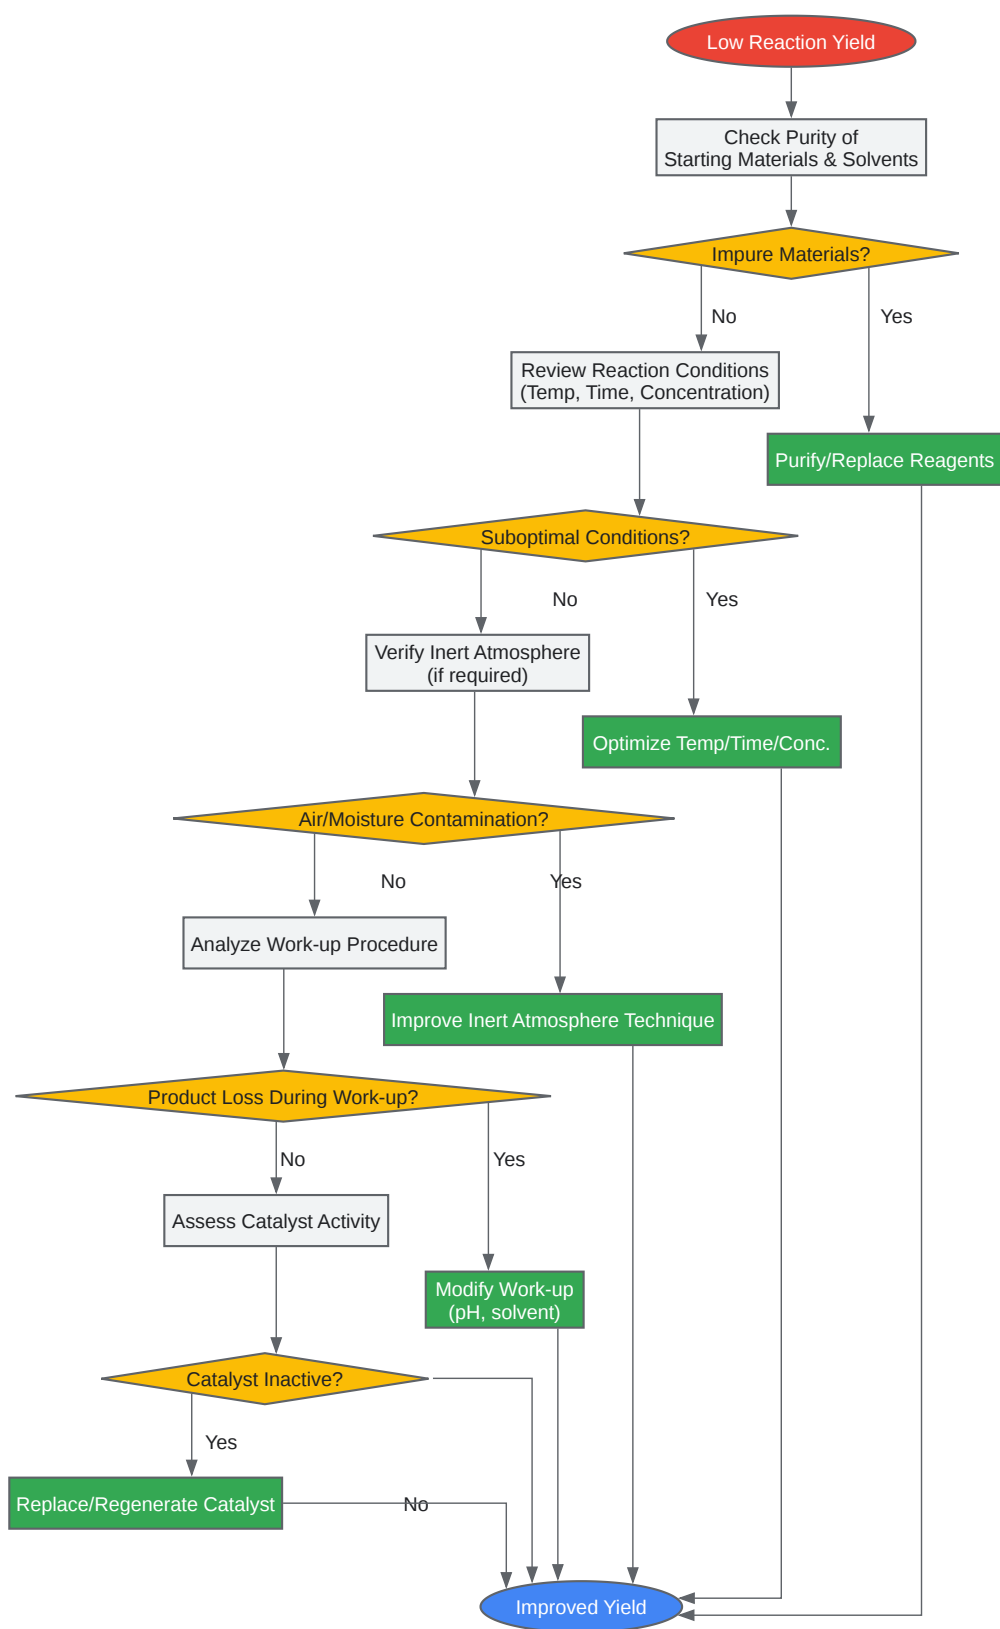 Low Reaction Yield
Check Purity of
Starting Materials & Solvents
Impure Materials?
No
Yes
Review Reaction Conditions
(Temp, Time, Concentration)
Purify/Replace Reagents
Suboptimal Conditions?
No
Yes
Verify Inert Atmosphere
(if required)
Optimize Temp/Time/Conc.
Air/Moisture Contamination?
No
Yes
Analyze Work-up Procedure
Improve Inert Atmosphere Technique
Product Loss During Work-up?
No
Yes
Assess Catalyst Activity
Modify Work-up
(pH, solvent)
Catalyst Inactive?
Yes
Replace/Regenerate Catalyst
No
Improved Yield